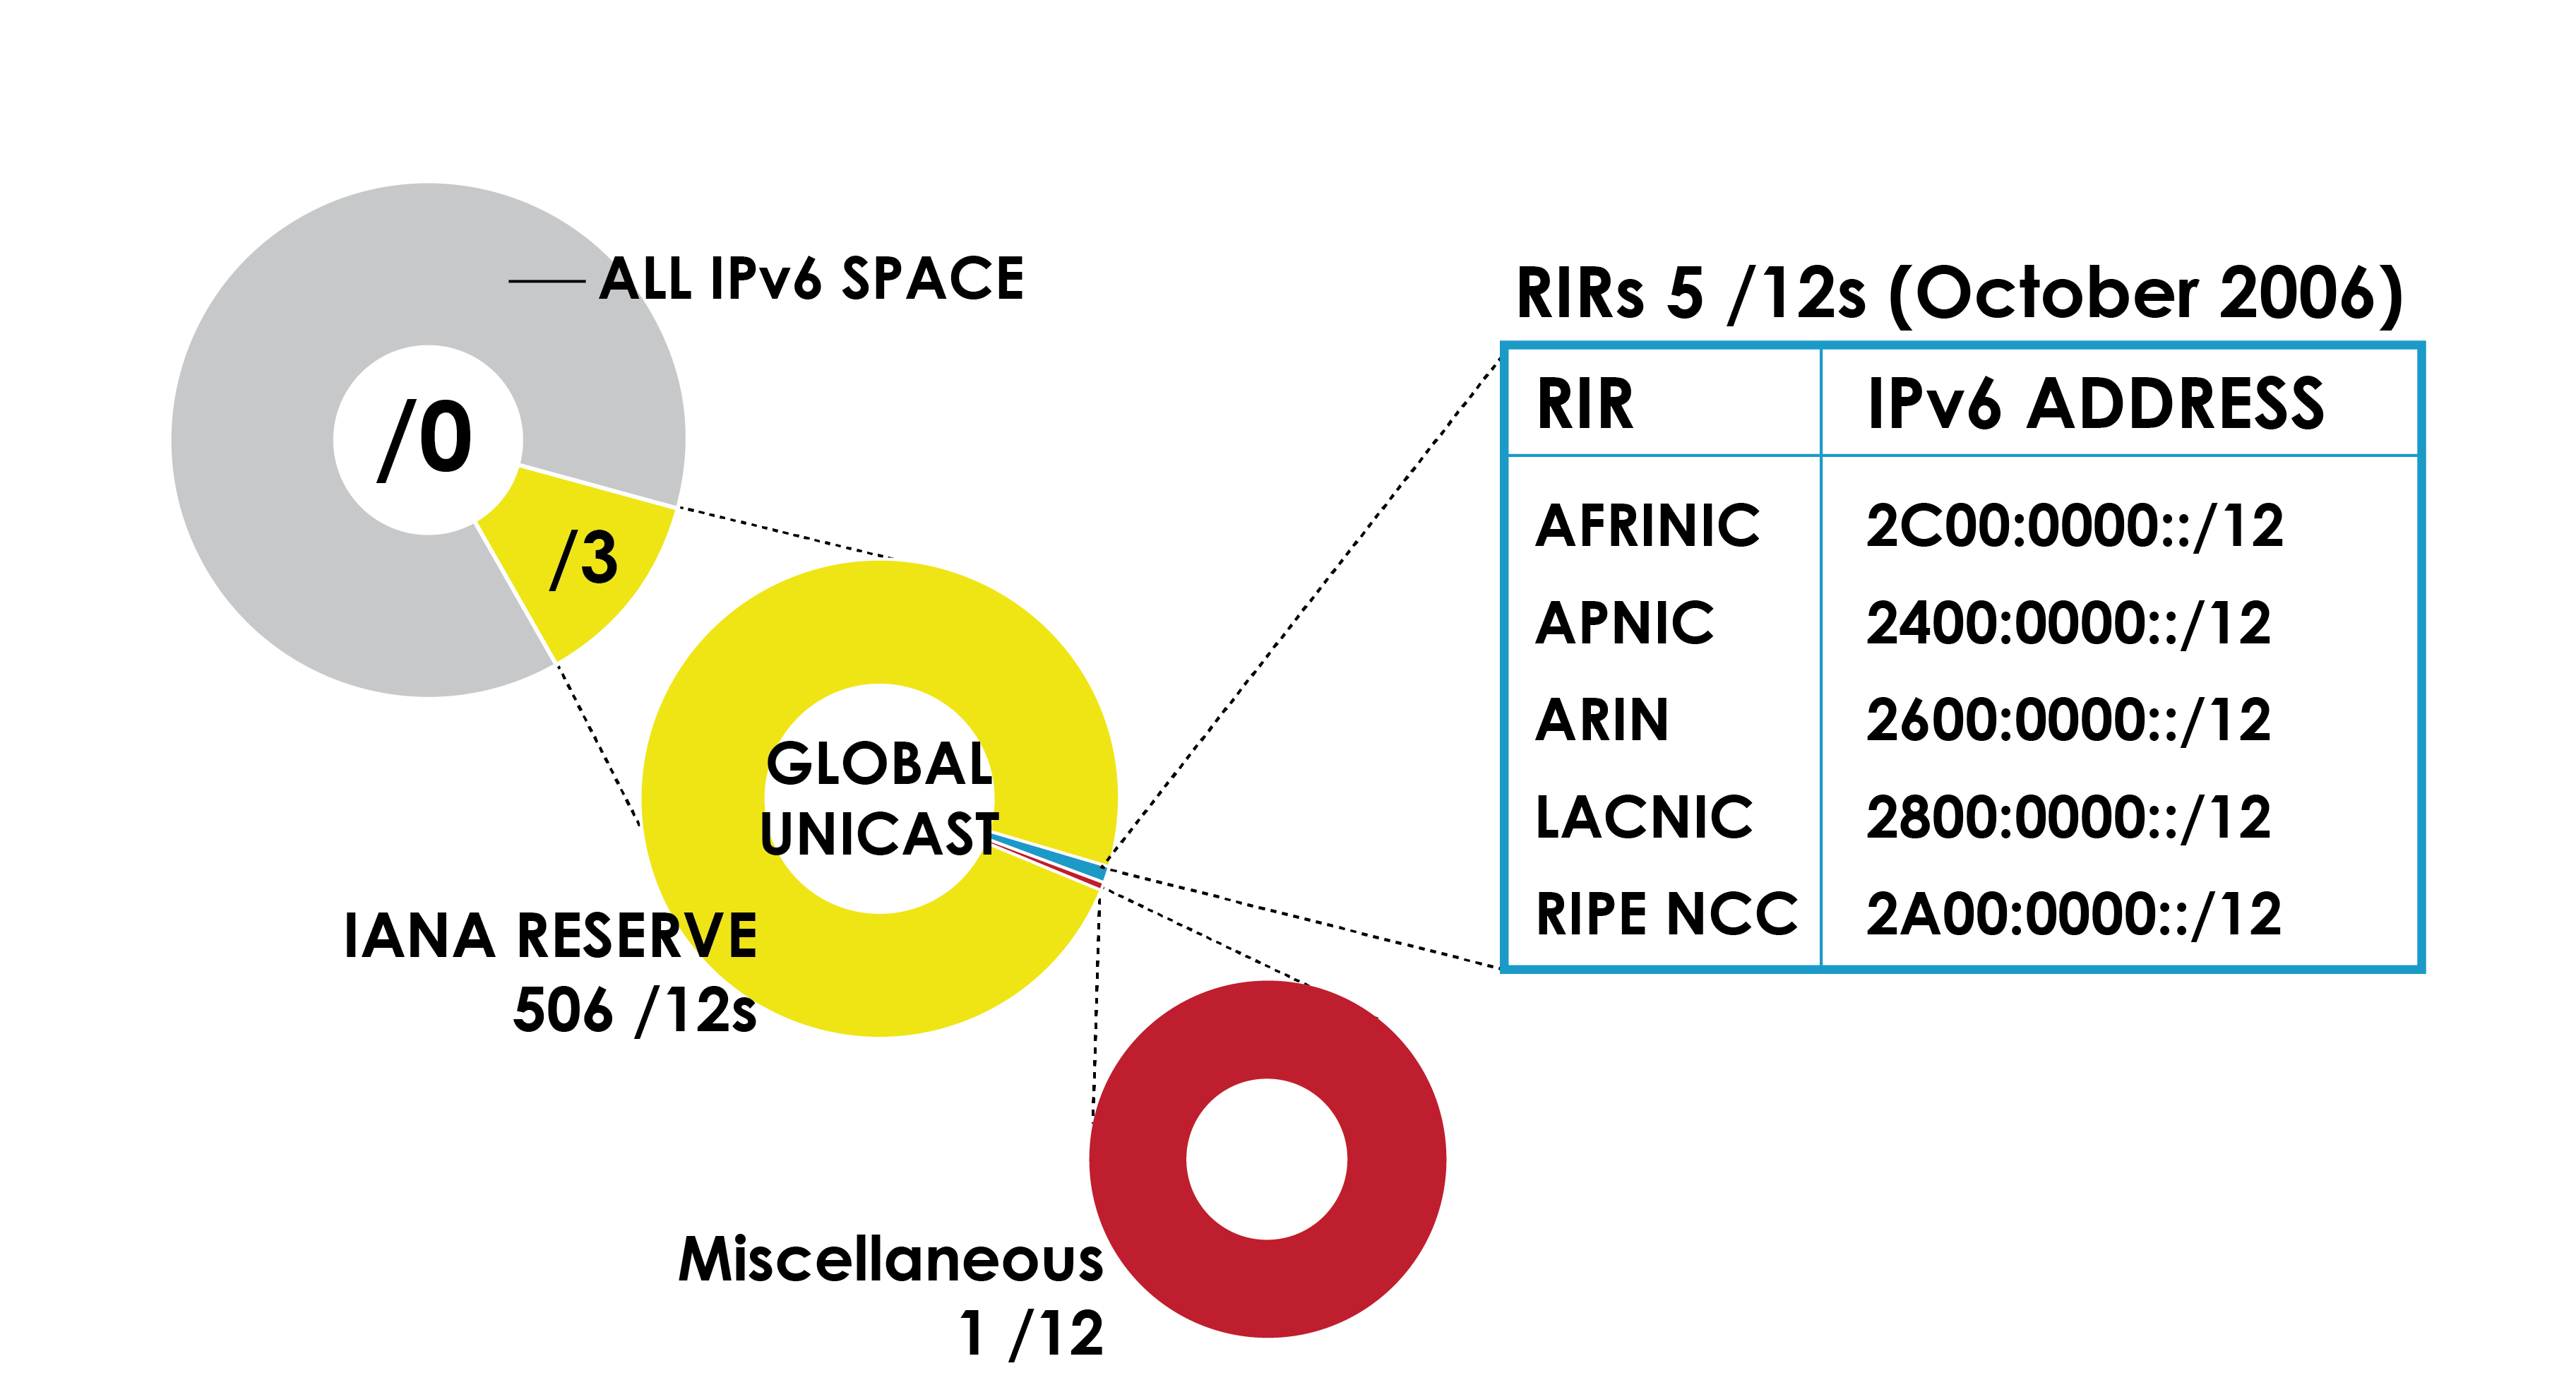 ALL IPv6 SPACE
/0
/3
GLOBAL
UNICAST
IANA RESERVE
506 /12s
Miscellaneous
1 /12
RIRs 5 /12s (October 2006)
RIR IPv6 ADDRESS
AFRINIC 2C00:0000::/12
APNIC 2400:0000::/12
ARIN 2600:0000::/12
LACNIC 2800:0000::/12
RIPE NCC 2A00:0000::/12